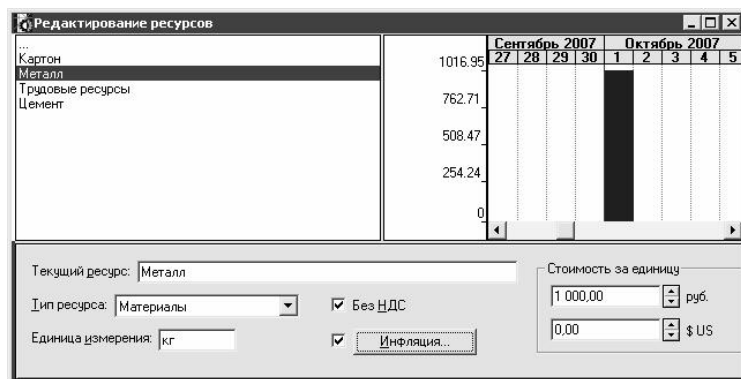 Редактирование ресурсов
...
Картон
Металл
Трудовые ресурсы
Цемент
Сентябрь 2007 Октябрь 2007
27 28 29 30 1 2 3 4 5
1016.95
762.71
508.47
254.24
0
Текущий ресурс: Металл
Тип ресурса: Материалы
Без НДС
Единица измерения: кг
Инфляция...
Стоимость за единицу
1 000,00 руб.
0,00 $ US